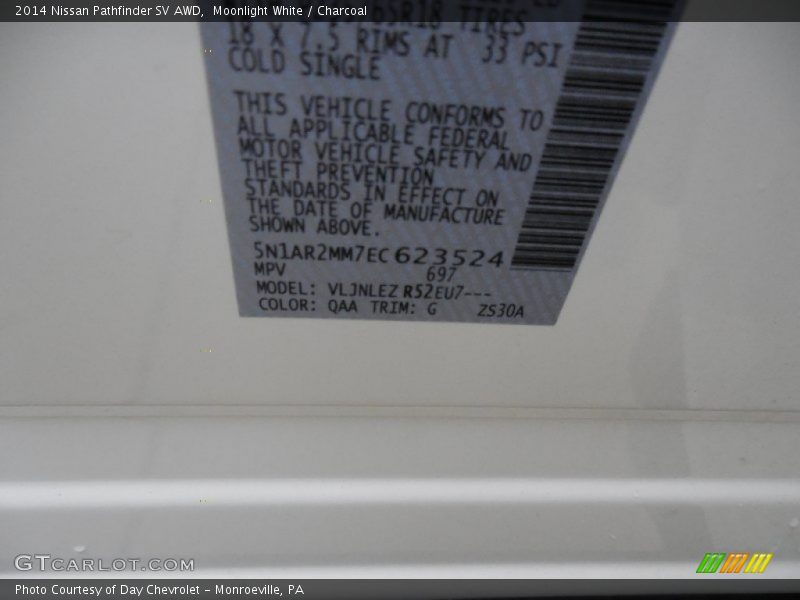 2014 Nissan Pathfinder SV AWD, Moonlight White / Charcoal
65R18 TIRES
18 X 7.5 RIMS AT 33 PSI
COLD SINGLE
THIS VEHICLE CONFORMS TO
ALL APPLICABLE FEDERAL
MOTOR VEHICLE SAFETY AND
THEFT PREVENTION
STANDARDS IN EFFECT ON
THE DATE OF MANUFACTURE
SHOWN ABOVE.
5N1AR2MM7EC623524
MPV 697
MODEL: VLJNLEZ R52EU7---
COLOR: QAA TRIM: G ZS30A
GTCARLOT.COM
Photo Courtesy of Day Chevrolet - Monroeville, PA